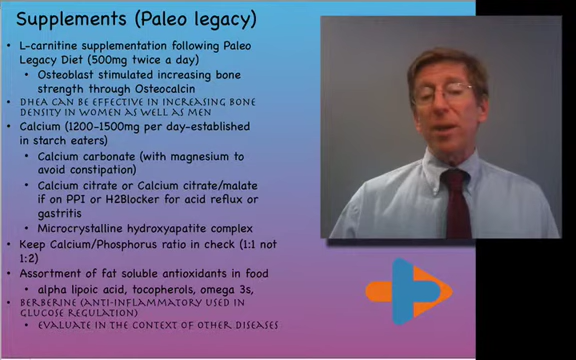 Supplements (Paleo legacy)
• L-carnitine supplementation following Paleo
Legacy Diet (500mg twice a day)
• Osteoblast stimulated increasing bone
strength through Osteocalcin
• DHEA CAN BE EFFECTIVE IN INCREASING BONE
DENSITY IN WOMEN AS WELL AS MEN
• Calcium (1200-1500mg per day-established
in starch eaters)
• Calcium carbonate (with magnesium to
avoid constipation)
• Calcium citrate or Calcium citrate/malate
if on PPI or H2Blocker for acid reflux or
gastritis
• Microcrystalline hydroxyapatite complex
• Keep Calcium/Phosphorus ratio in check (1:1 not
1:2)
• Assortment of fat soluble antioxidants in food
• alpha lipoic acid, tocopherols, omega 3s,
• BERBERINE (ANTI-INFLAMMATORY USED IN
GLUCOSE REGULATION)
• EVALUATE IN THE CONTEXT OF OTHER DISEASES